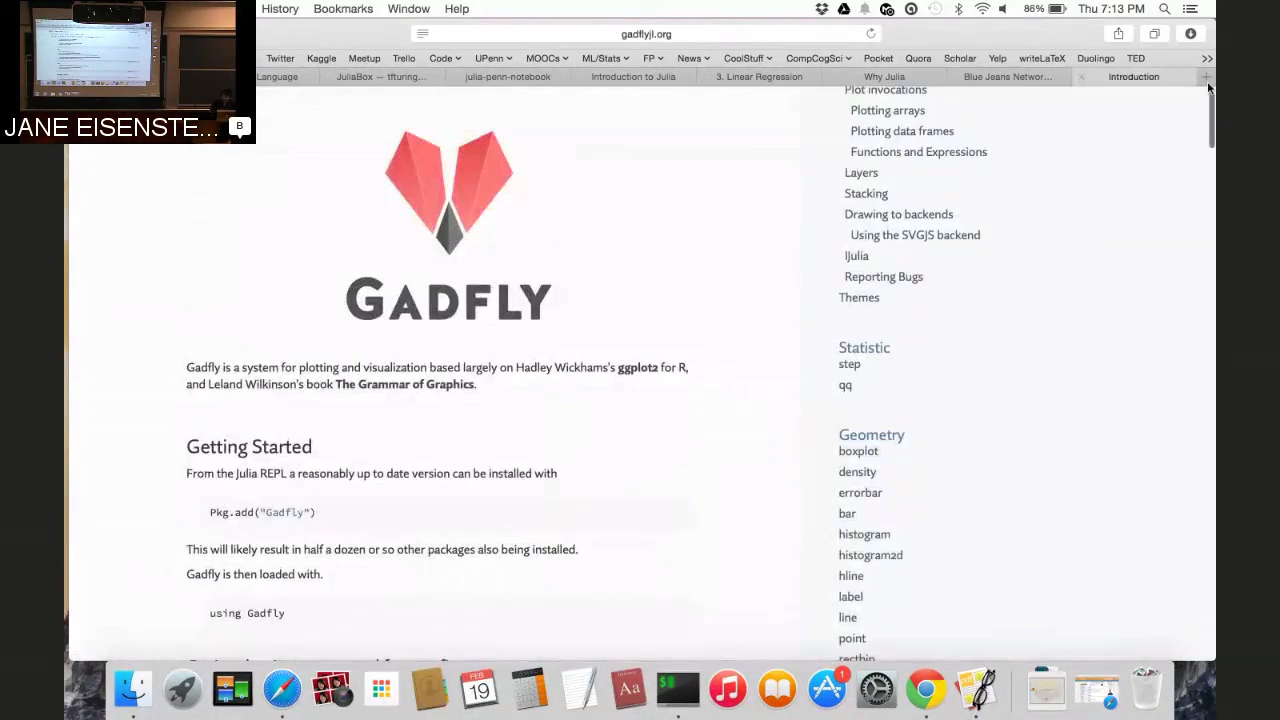 History Bookmarks Window Help
86% Thu 7:13 PM
gadflyjl.org
Twitter Kaggle Meetup Trello Code UPenn MOOCs ML/Stats FP News CoolStuff CompCogSci Pocket Quora Scholar Yelp writeLaTeX Duolingo TED
Language JuliaBox — tfturing... Introduction to Julia Why Julia Blue Jeans Networ... Introduction
JANE EISENSTE... B
Plot invocations
Plotting arrays
Plotting data frames
Functions and Expressions
Layers
Stacking
Drawing to backends
Using the SVGJS backend
IJulia
Reporting Bugs
Themes
Statistic
step
qq
Geometry
boxplot
density
errorbar
bar
histogram
histogram2d
hline
label
line
point
rectbin
GADFLY
Gadfly is a system for plotting and visualization based largely on Hadley Wickhams's ggplot2 for R,
and Leland Wilkinson's book The Grammar of Graphics.
Getting Started
From the Julia REPL a reasonably up to date version can be installed with
Pkg.add("Gadfly")
This will likely result in half a dozen or so other packages also being installed.
Gadfly is then loaded with.
using Gadfly
FEB
19
Aa
1